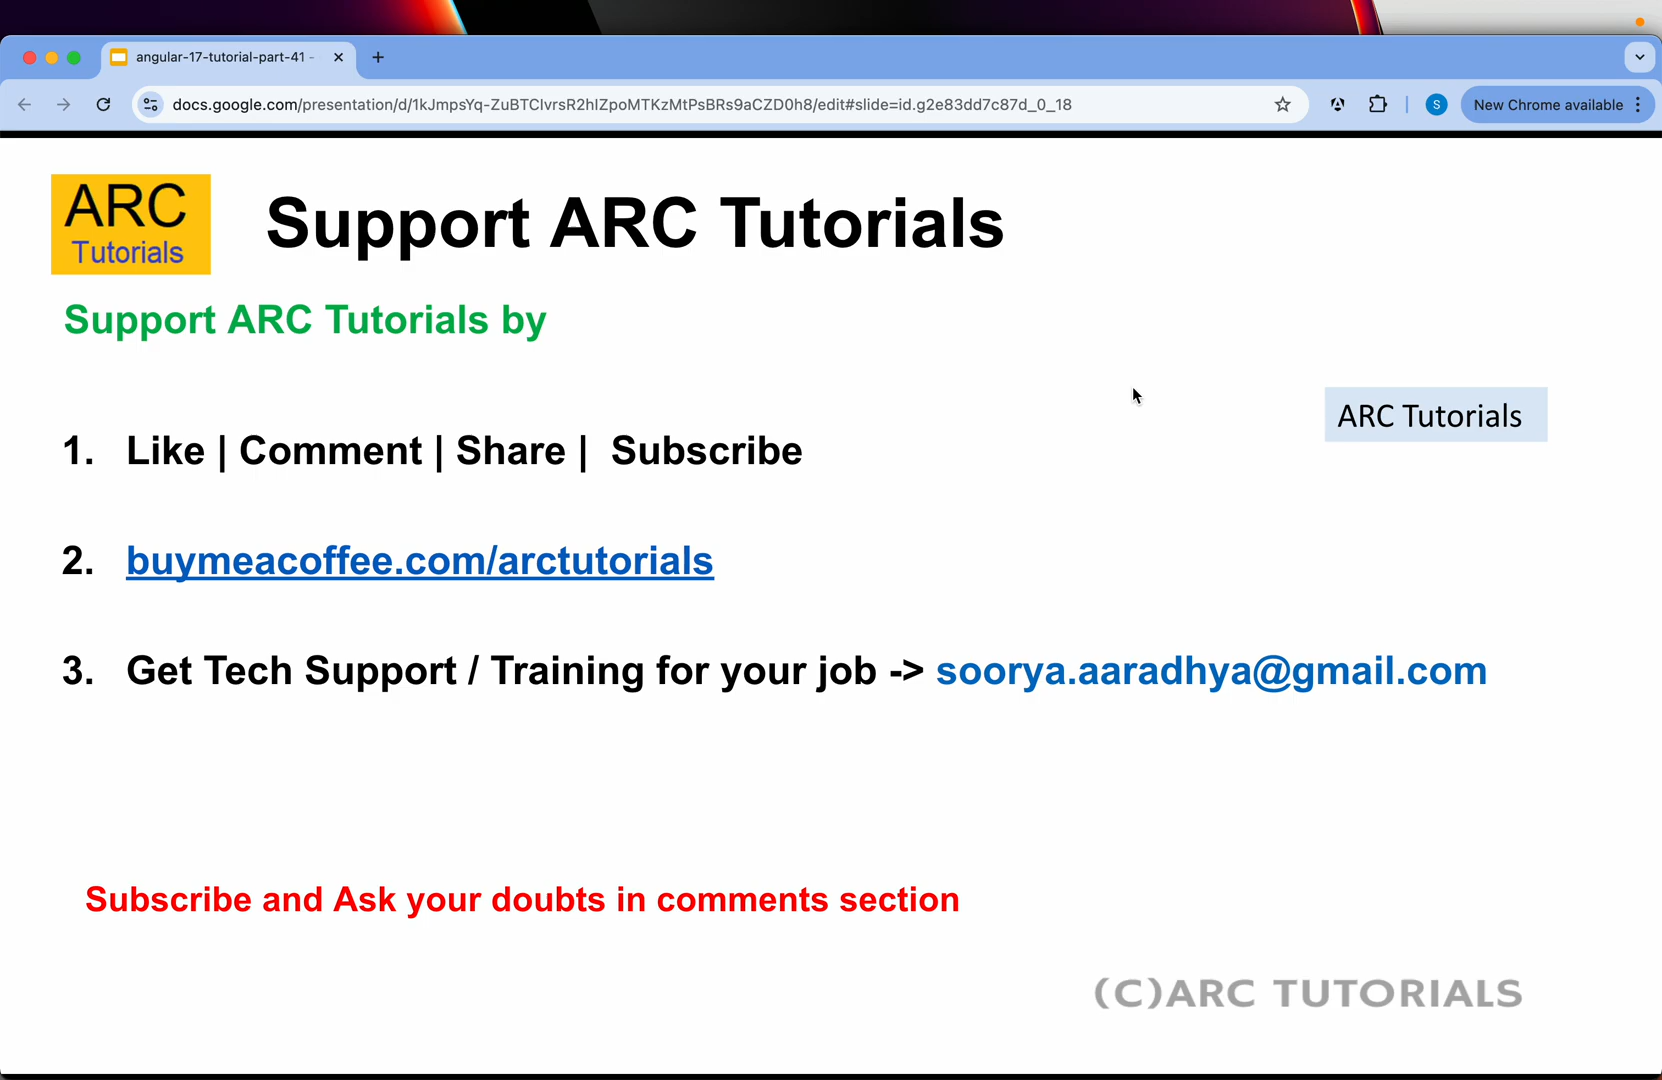 angular-17-tutorial-part-41 -
docs.google.com/presentation/d/1kJmpsYq-ZuBTCIvrsR2hIZpoMTKzMtPsBRs9aCZD0h8/edit#slide=id.g2e83dd7c87d_0_18
S
New Chrome available
ARC
Tutorials
Support ARC Tutorials
Support ARC Tutorials by
ARC Tutorials
1. Like | Comment | Share | Subscribe
2. buymeacoffee.com/arctutorials
3. Get Tech Support / Training for your job -> soorya.aaradhya@gmail.com
Subscribe and Ask your doubts in comments section
(C)ARC TUTORIALS